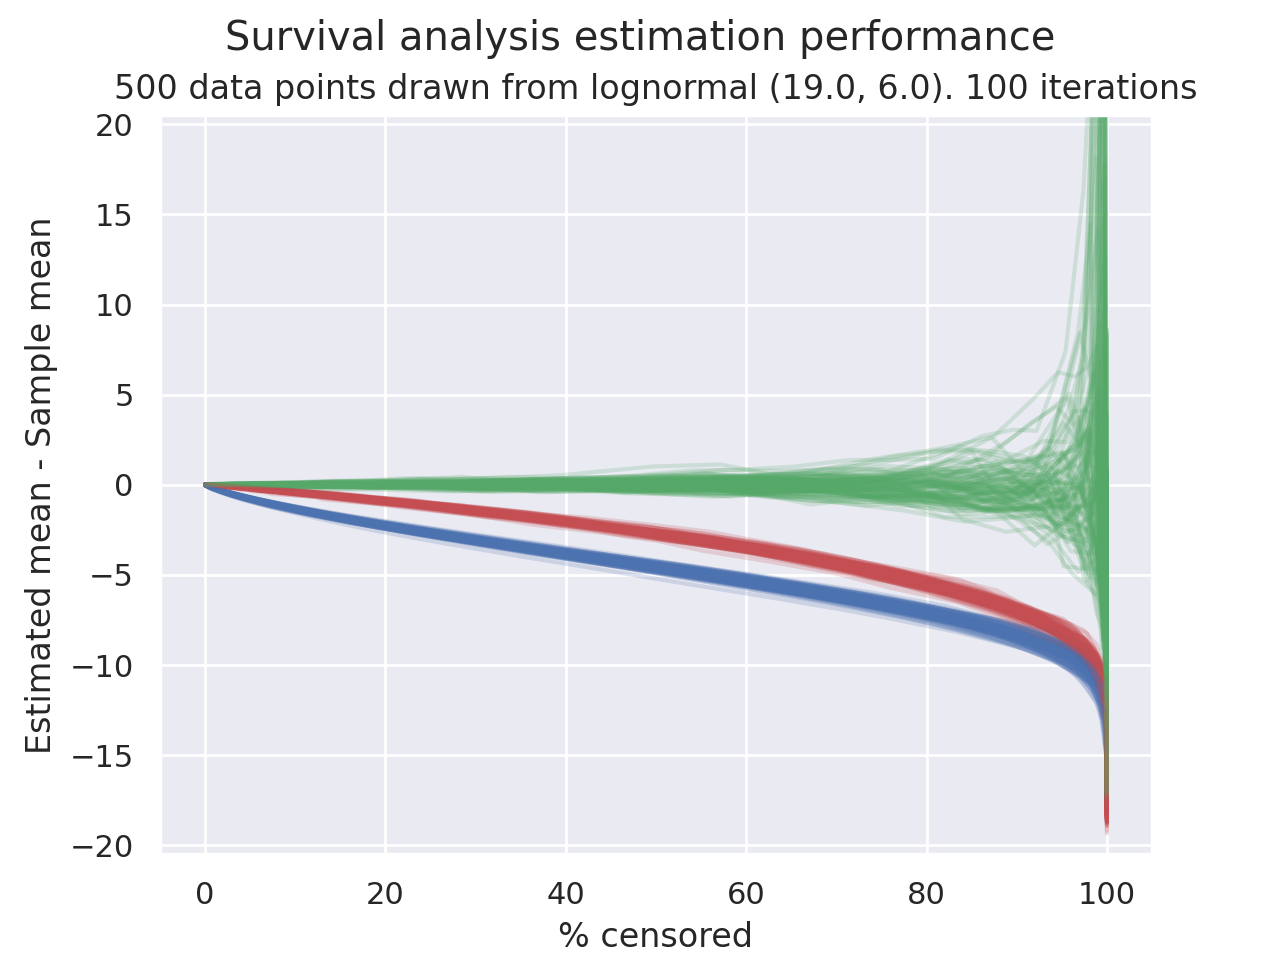 Survival analysis estimation performance
500 data points drawn from lognormal (19.0, 6.0). 100 iterations
20
15
10
5
0
−5
−10
−15
−20
Estimated mean - Sample mean
0 20 40 60 80 100
% censored